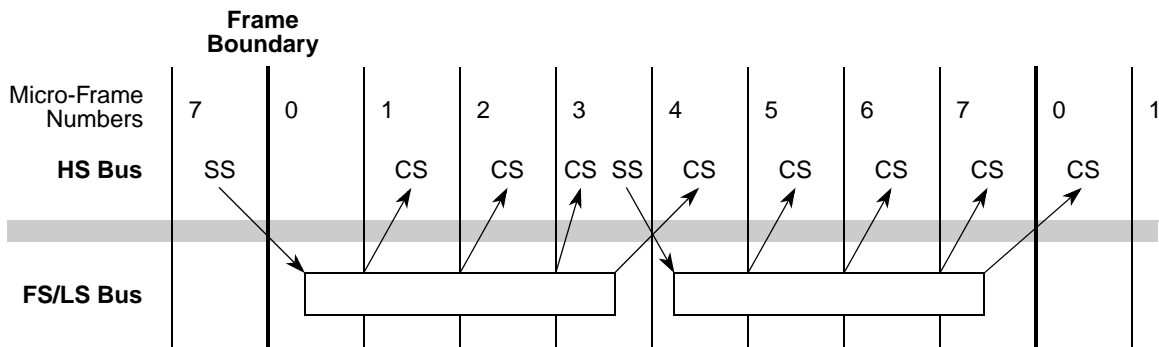 Frame
Boundary
Micro-Frame
Numbers
7 0 1 2 3 4 5 6 7 0 1
HS Bus SS CS CS CS SS CS CS CS CS CS
FS/LS Bus